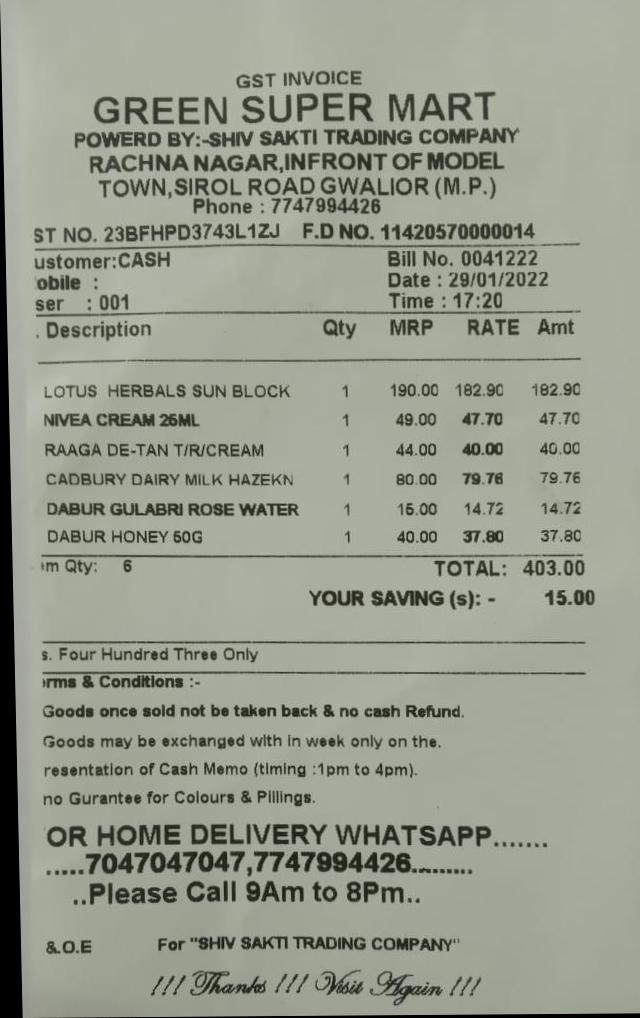 GST INVOICE
GREEN SUPER MART
POWERD BY:-SHIV SAKTI TRADING COMPANY
RACHNA NAGAR,INFRONT OF MODEL
TOWN,SIROL ROAD GWALIOR (M.P.)
Phone : 7747994426
ST NO. 23BFHPD3743L1ZJ F.D NO. 11420570000014
ustomer:CASH Bill No. 0041222
obile : Date : 29/01/2022
ser : 001 Time : 17:20
. Description Qty MRP RATE Amt
LOTUS HERBALS SUN BLOCK 1 190.00 182.90 182.90
NIVEA CREAM 25ML 1 49.00 47.70 47.70
RAAGA DE-TAN T/R/CREAM 1 44.00 40.00 40.00
CADBURY DAIRY MILK HAZEKN 1 80.00 79.76 79.76
DABUR GULABRI ROSE WATER 1 15.00 14.72 14.72
DABUR HONEY 50G 1 40.00 37.80 37.80
em Qty: 6 TOTAL: 403.00
YOUR SAVING (s): - 15.00
s. Four Hundred Three Only
erms & Conditions :-
Goods once sold not be taken back & no cash Refund.
Goods may be exchanged with in week only on the.
resentation of Cash Memo (timing :1pm to 4pm).
no Gurantee for Colours & Pillings.
OR HOME DELIVERY WHATSAPP.......
.....7047047047,7747994426.........
..Please Call 9Am to 8Pm..
&.O.E For "SHIV SAKTI TRADING COMPANY"
!!! Thanks !!! Visit Again !!!